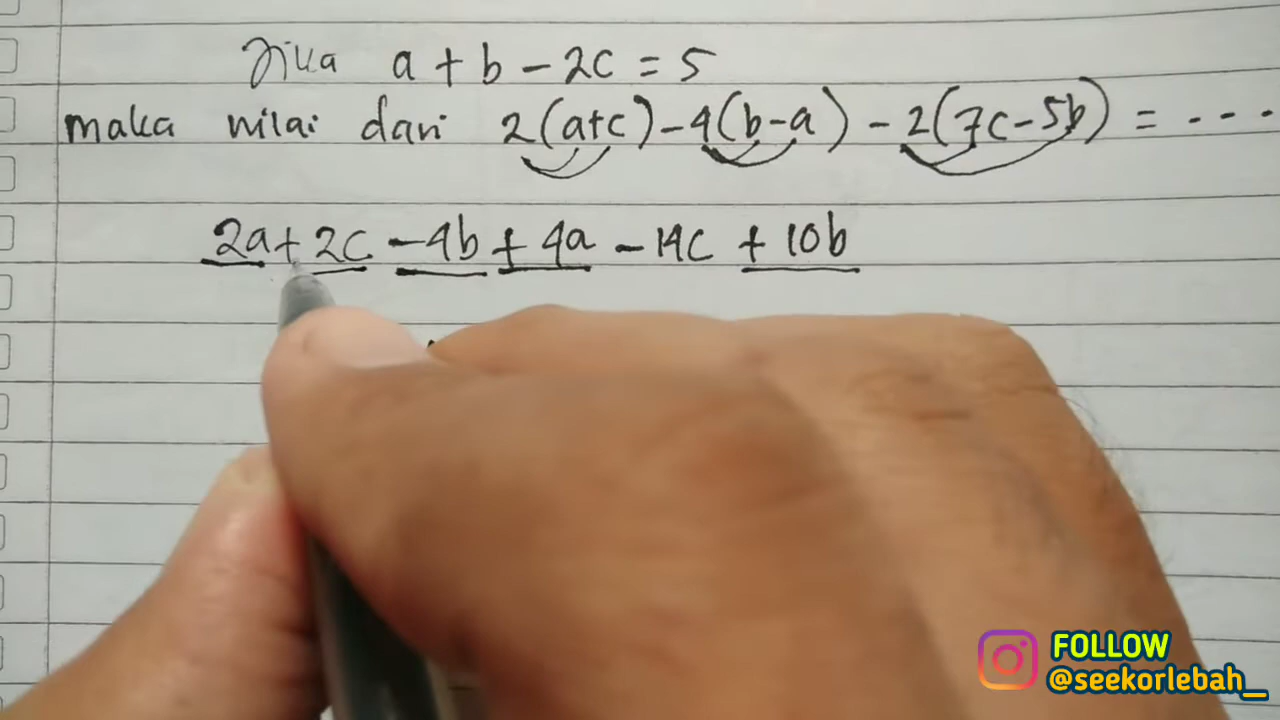 Jika a + b - 2c = 5
maka nilai dari 2(a+c) - 4(b-a) - 2(7c-5b) = ....
2a + 2c - 4b + 4a - 14c + 10b
FOLLOW
@seekorlebah_